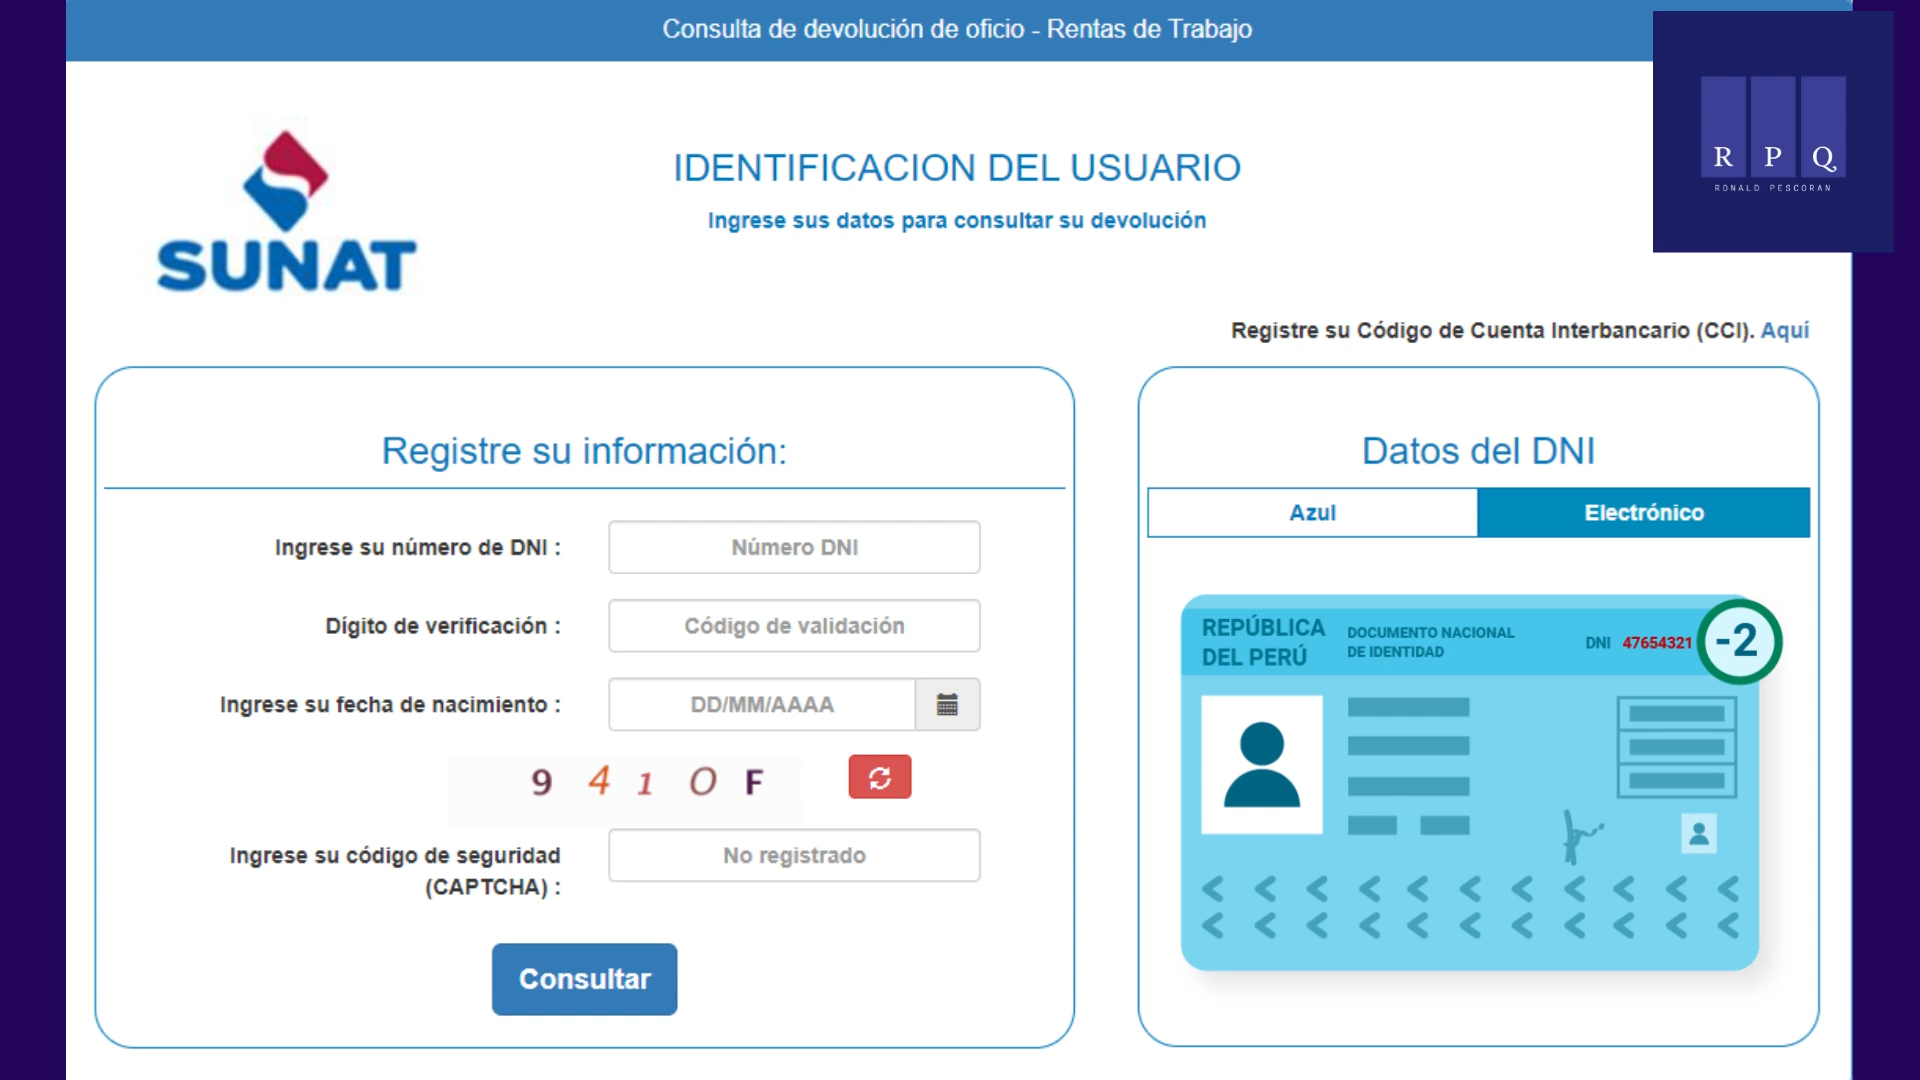 Consulta de devolución de oficio - Rentas de Trabajo
R P Q
RONALD PESCORAN
SUNAT
IDENTIFICACION DEL USUARIO
Ingrese sus datos para consultar su devolución
Registre su Código de Cuenta Interbancario (CCI). Aquí
Registre su información:
Ingrese su número de DNI :
Número DNI
Dígito de verificación :
Código de validación
Ingrese su fecha de nacimiento :
DD/MM/AAAA
9 4 1 O F
Ingrese su código de seguridad
(CAPTCHA) :
No registrado
Consultar
Datos del DNI
Azul
Electrónico
REPÚBLICA
DEL PERÚ
DOCUMENTO NACIONAL
DE IDENTIDAD
DNI 47654321 -2